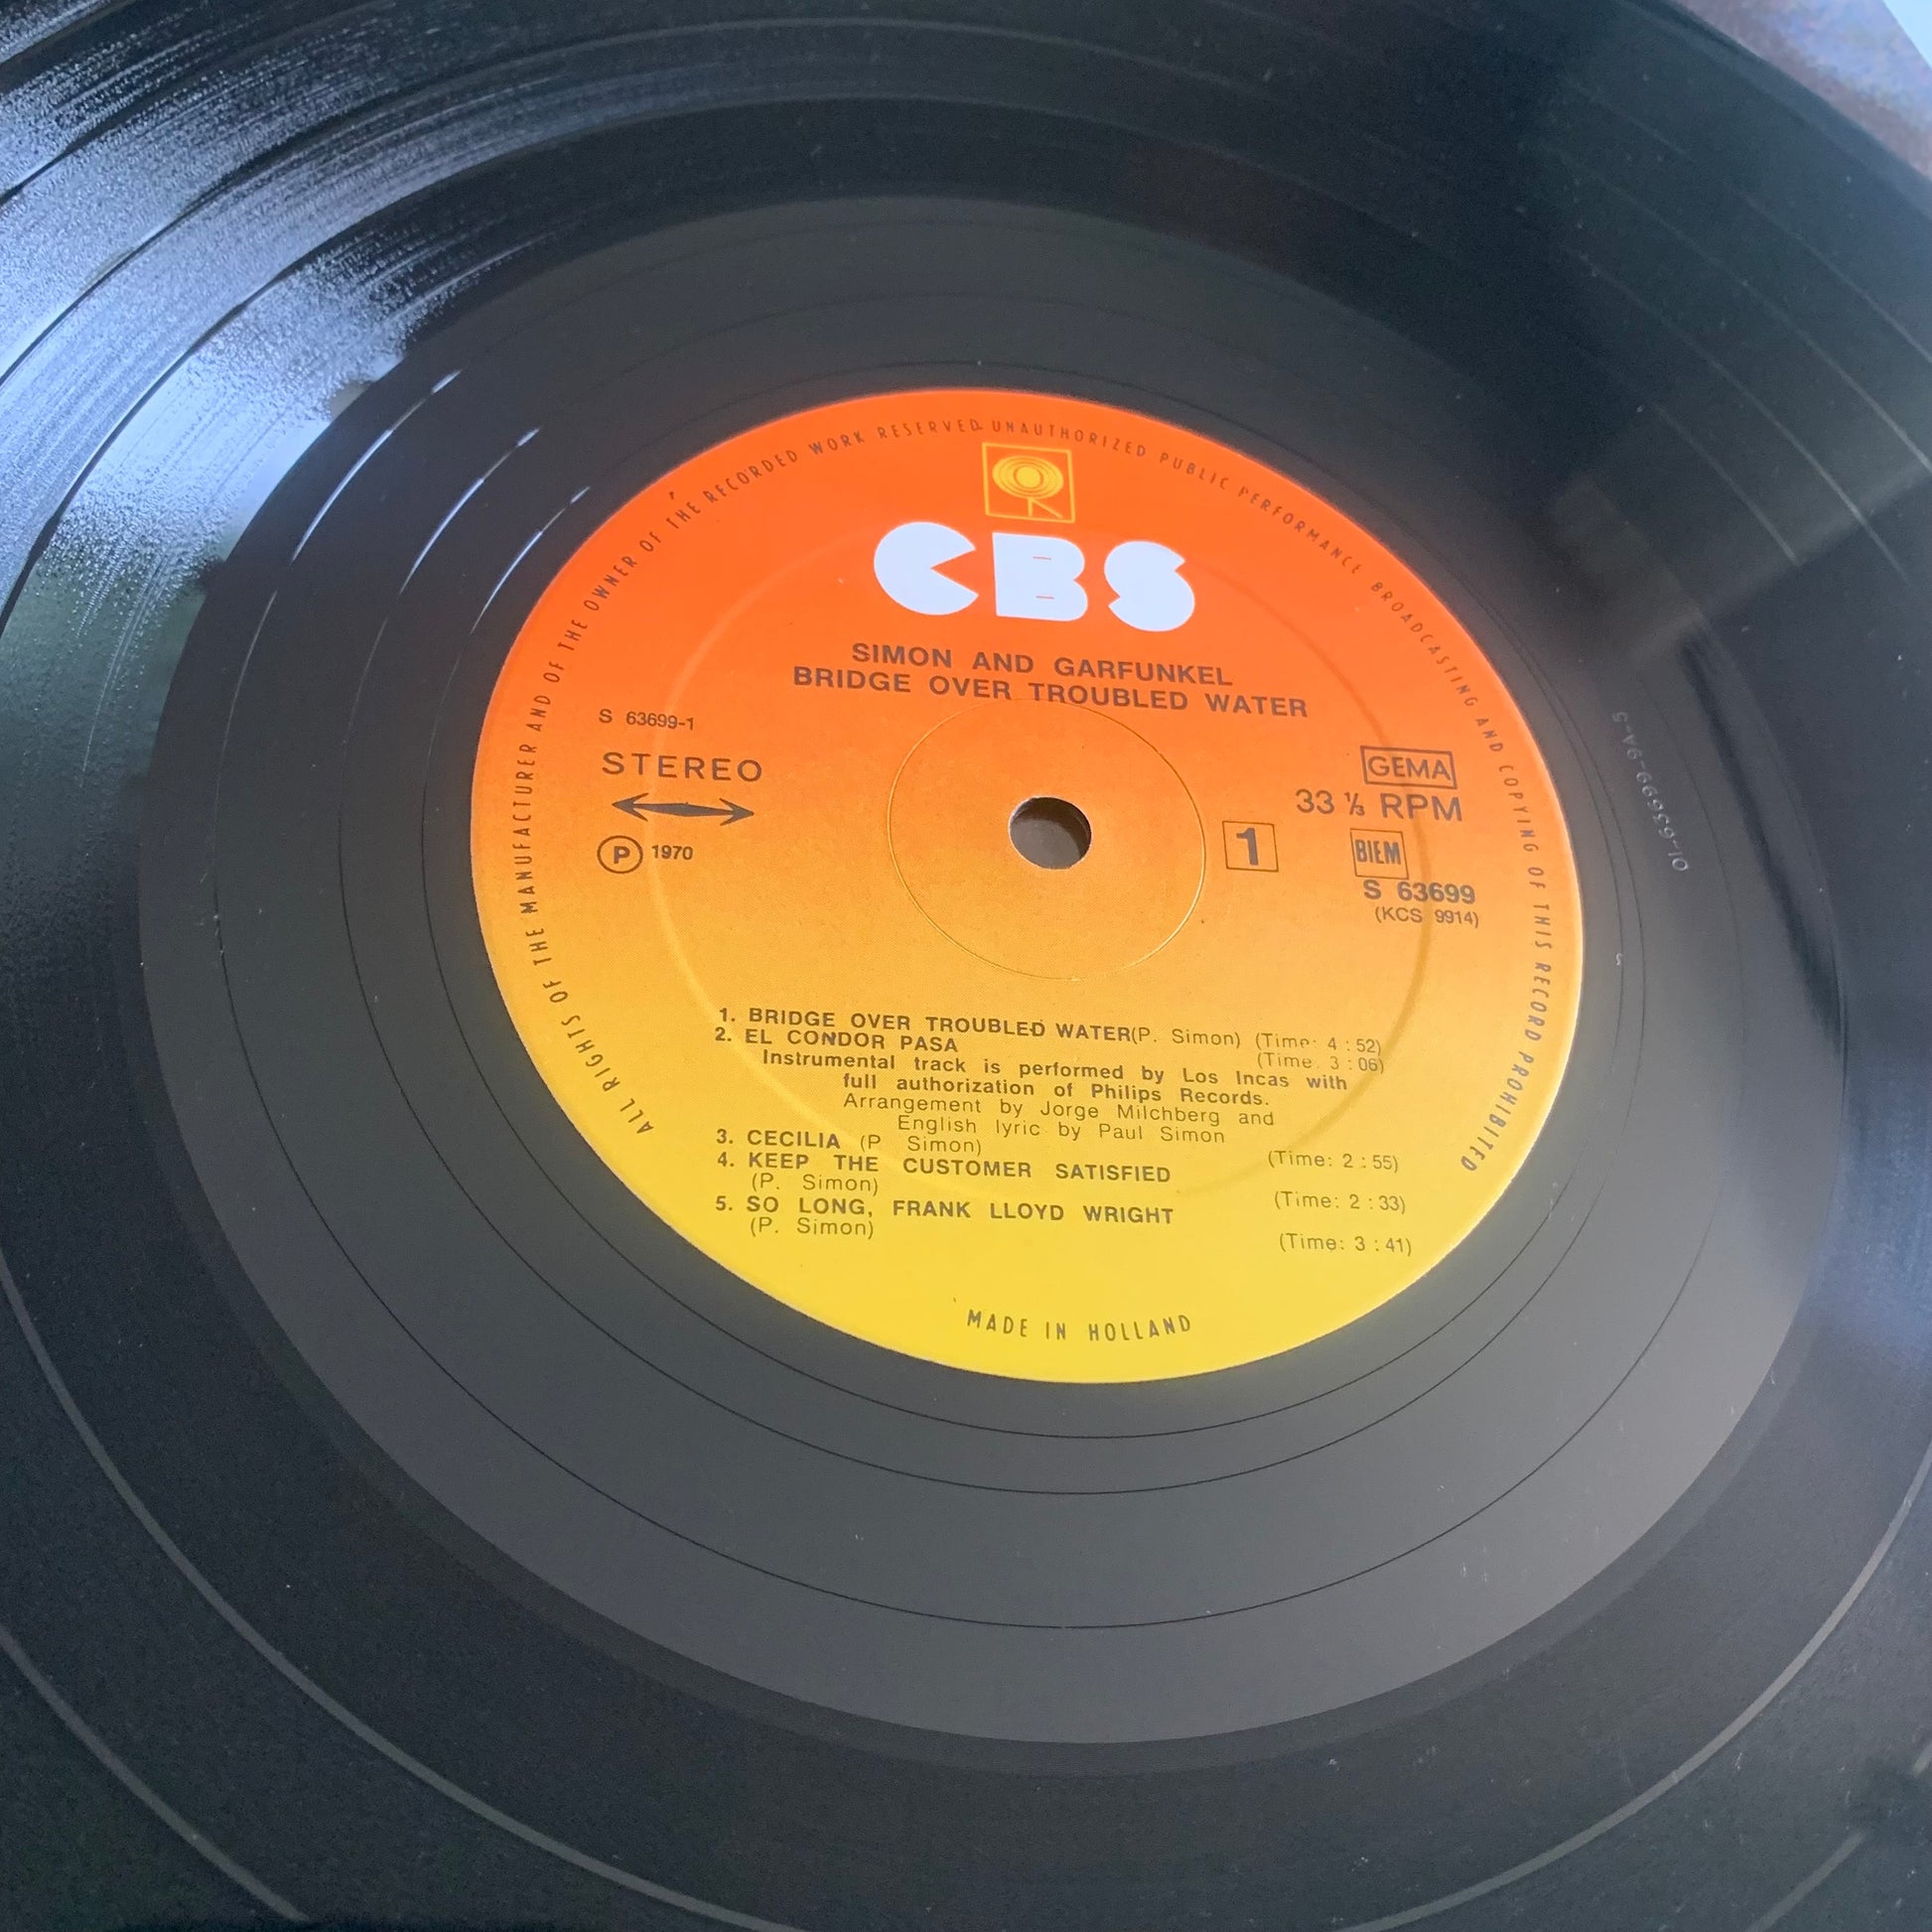 ALL RIGHTS OF THE MANUFACTURER AND OF THE OWNER OF THE RECORDED WORK RESERVED. UNAUTHORIZED PUBLIC PERFORMANCE BROADCASTING AND COPYING OF THIS RECORD PROHIBITED
CBS
SIMON AND GARFUNKEL
BRIDGE OVER TROUBLED WATER
S 63699-1
STEREO
P 1970
GEMA
33 ⅓ RPM
1
BIEM
S 63699
(KCS 9914)
1. BRIDGE OVER TROUBLED WATER(P. Simon) (Time: 4 : 52)
2. EL CONDOR PASA (Time. 3 : 06)
Instrumental track is performed by Los Incas with
full authorization of Philips Records.
Arrangement by Jorge Milchberg and
English lyric by Paul Simon
3. CECILIA (P Simon) (Time: 2 : 55)
4. KEEP THE CUSTOMER SATISFIED
(P. Simon) (Time: 2 : 33)
5. SO LONG, FRANK LLOYD WRIGHT
(P. Simon) (Time: 3 : 41)
MADE IN HOLLAND